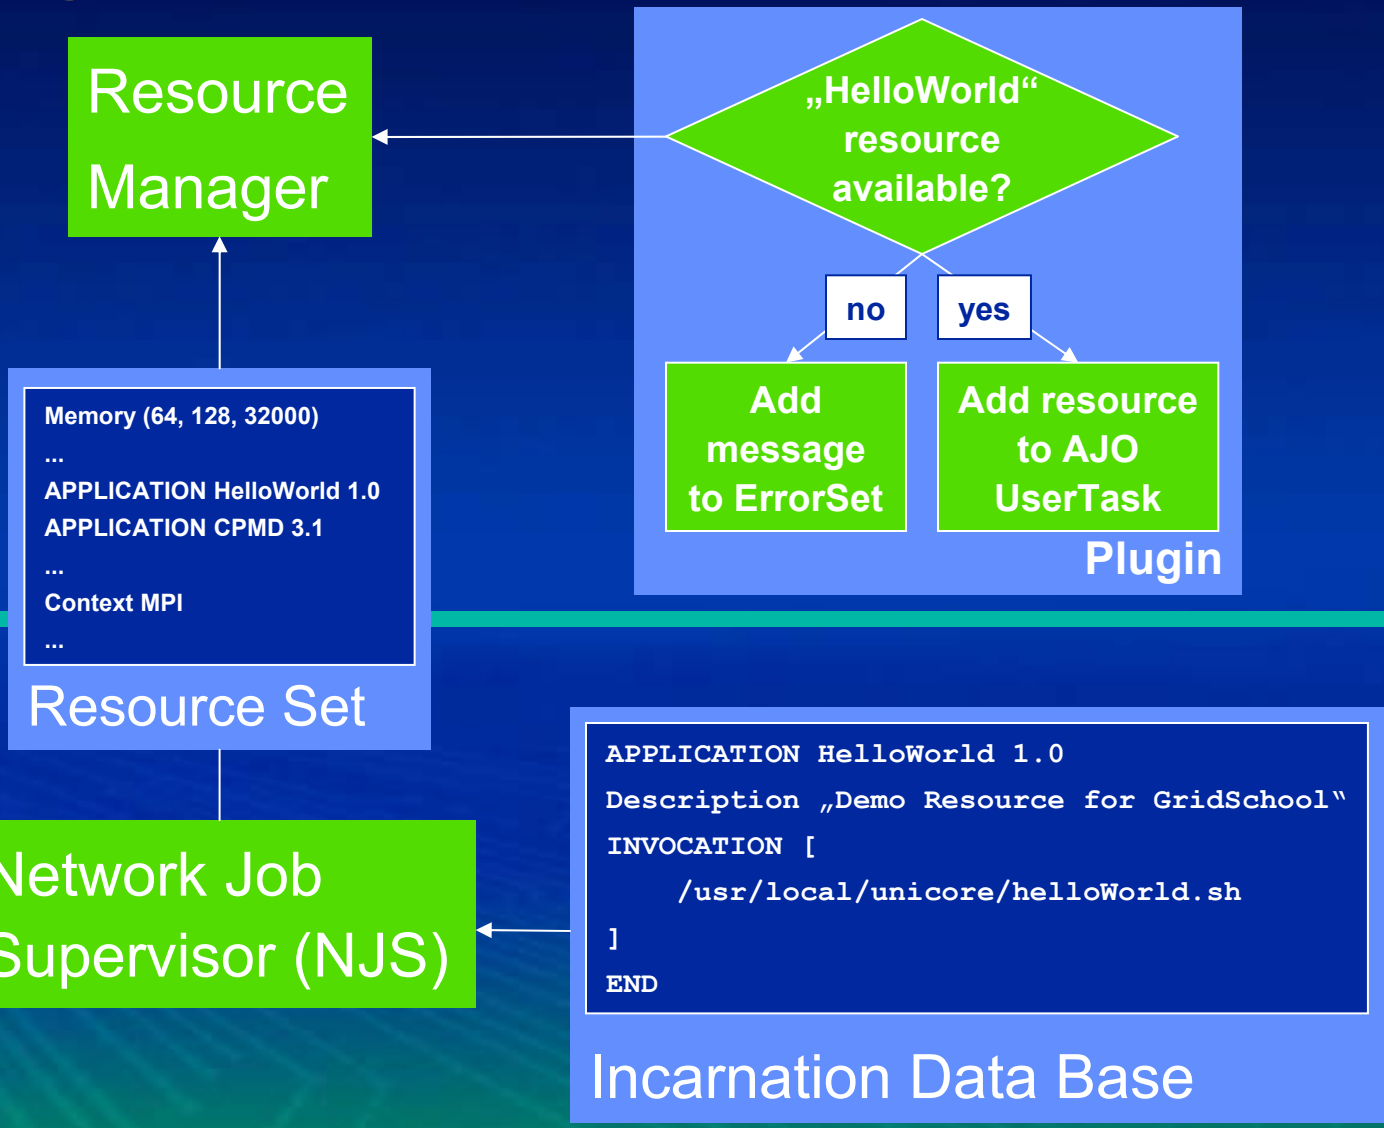 Resource
Manager
„HelloWorld“
resource
available?
no
yes
Add
message
to ErrorSet
Add resource
to AJO
UserTask
Plugin
Memory (64, 128, 32000)
...
APPLICATION HelloWorld 1.0
APPLICATION CPMD 3.1
...
Context MPI
...
Resource Set
Network Job
Supervisor (NJS)
APPLICATION HelloWorld 1.0
Description „Demo Resource for GridSchool“
INVOCATION [
/usr/local/unicore/helloWorld.sh
]
END
Incarnation Data Base